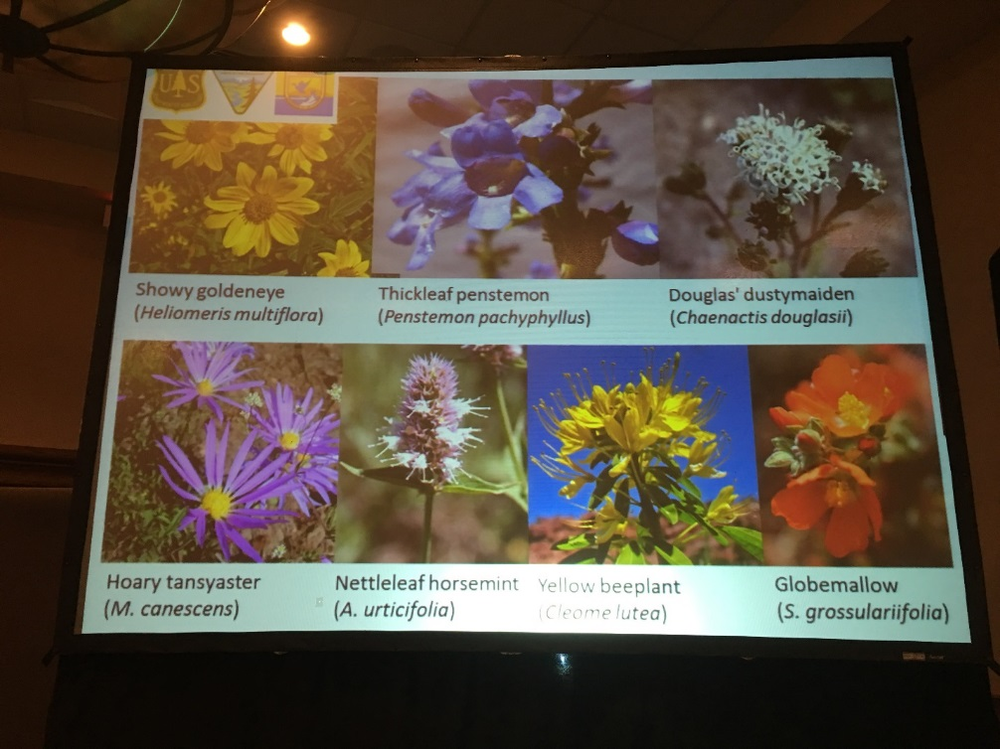 U S
Showy goldeneye
(Heliomeris multiflora)
Thickleaf penstemon
(Penstemon pachyphyllus)
Douglas' dustymaiden
(Chaenactis douglasii)
Hoary tansyaster
(M. canescens)
Nettleleaf horsemint
(A. urticifolia)
Yellow beeplant
(Cleome lutea)
Globemallow
(S. grossulariifolia)